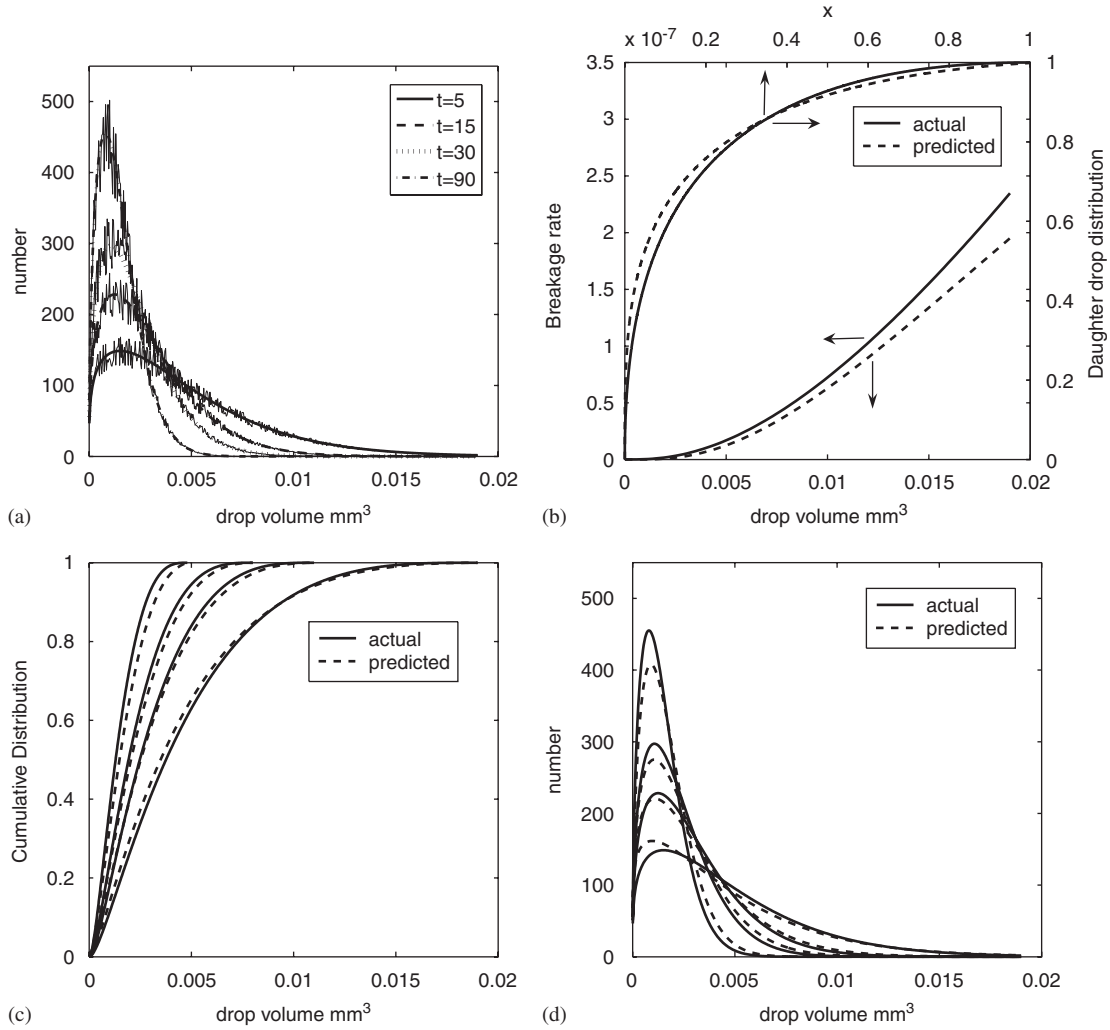 550
500
400
300
200
100
0
number
0 0.005 0.01 0.015 0.02
drop volume mm³
t=5
t=15
t=30
t=90
(a)
x
x 10-7 0.2 0.4 0.6 0.8 1
3.5
3
2.5
2
1.5
1
0.5
0
Breakage rate
1
0.8
0.6
0.4
0.2
0
Daughter drop distribution
actual
predicted
0 0.005 0.01 0.015 0.02
drop volume mm³
(b)
1
0.8
0.6
0.4
0.2
0
Cumulative Distribution
actual
predicted
0 0.005 0.01 0.015 0.02
drop volume mm³
(c)
500
400
300
200
100
0
number
actual
predicted
0 0.005 0.01 0.015 0.02
drop volume mm³
(d)